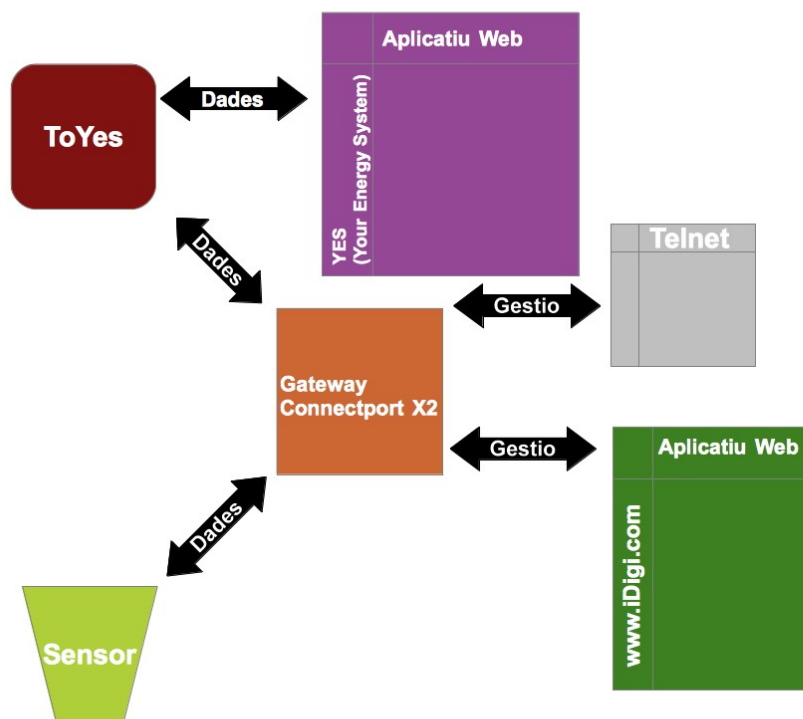 Aplicatiu Web
YES
(Your Energy System)
ToYes
Dades
Dades
Telnet
Gestio
Gateway
Connectport X2
Gestio
Aplicatiu Web
www.iDigi.com
Dades
Sensor